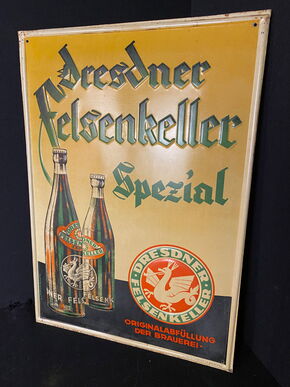 Dresdner
Felsenkeller
Spezial
DRESDNER
FELSENKELLER
ORIGINALABFÜLLUNG
DER BRAUEREI-